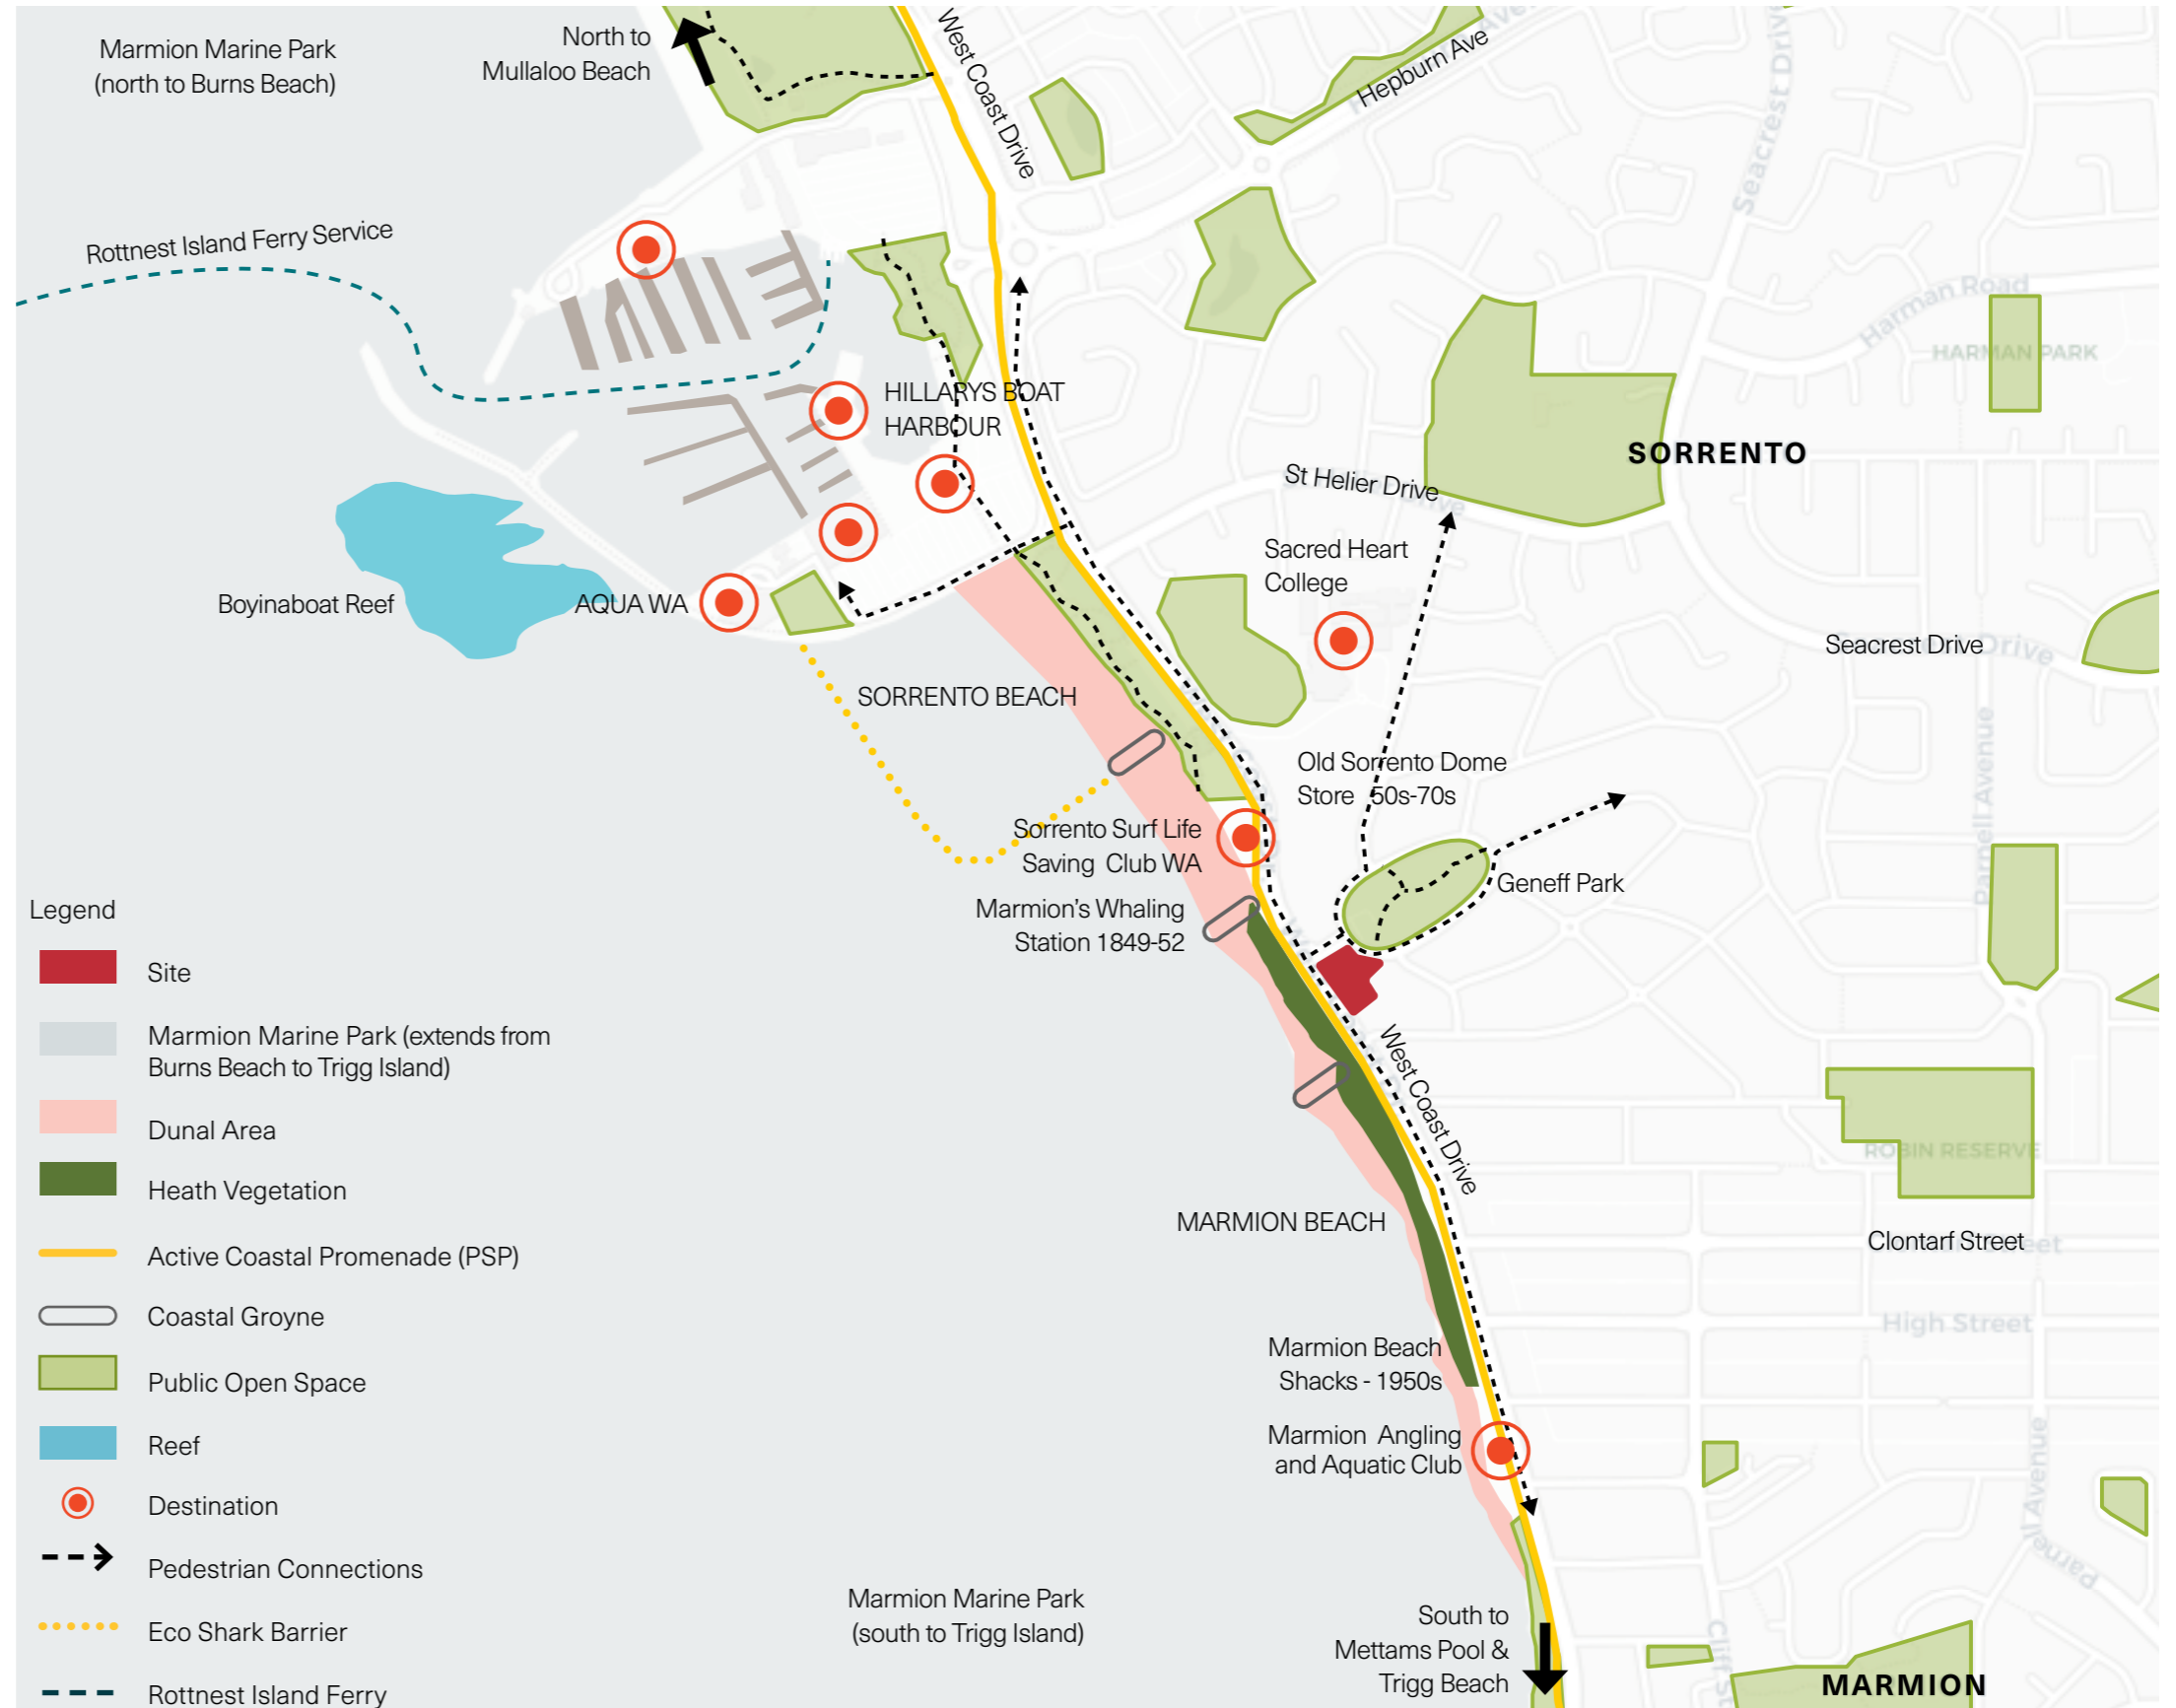 Marmion Marine Park
(north to Burns Beach)
North to
Mullaloo Beach
West Coast Drive
Hepburn Ave
Seacrest Drive
Rottnest Island Ferry Service
Harman Road
HARMAN PARK
HILLARYS BOAT
HARBOUR
SORRENTO
St Helier Drive
Sacred Heart
College
Boyinaboat Reef
AQUA WA
Seacrest Drive
Drive
SORRENTO BEACH
Parnell Avenue
Old Sorrento Dome
Store 50s-70s
Sorrento Surf Life
Saving Club WA
Geneff Park
Marmion's Whaling
Station 1849-52
West Coast Drive
ROBIN RESERVE
MARMION BEACH
Clontarf Street
High Street
Marmion Beach
Shacks - 1950s
Marmion Angling
and Aquatic Club
Marmion Marine Park
(south to Trigg Island)
South to
Mettams Pool &
Trigg Beach
MARMION
Legend
Site
Marmion Marine Park (extends from
Burns Beach to Trigg Island)
Dunal Area
Heath Vegetation
Active Coastal Promenade (PSP)
Coastal Groyne
Public Open Space
Reef
Destination
Pedestrian Connections
Eco Shark Barrier
Rottnest Island Ferry